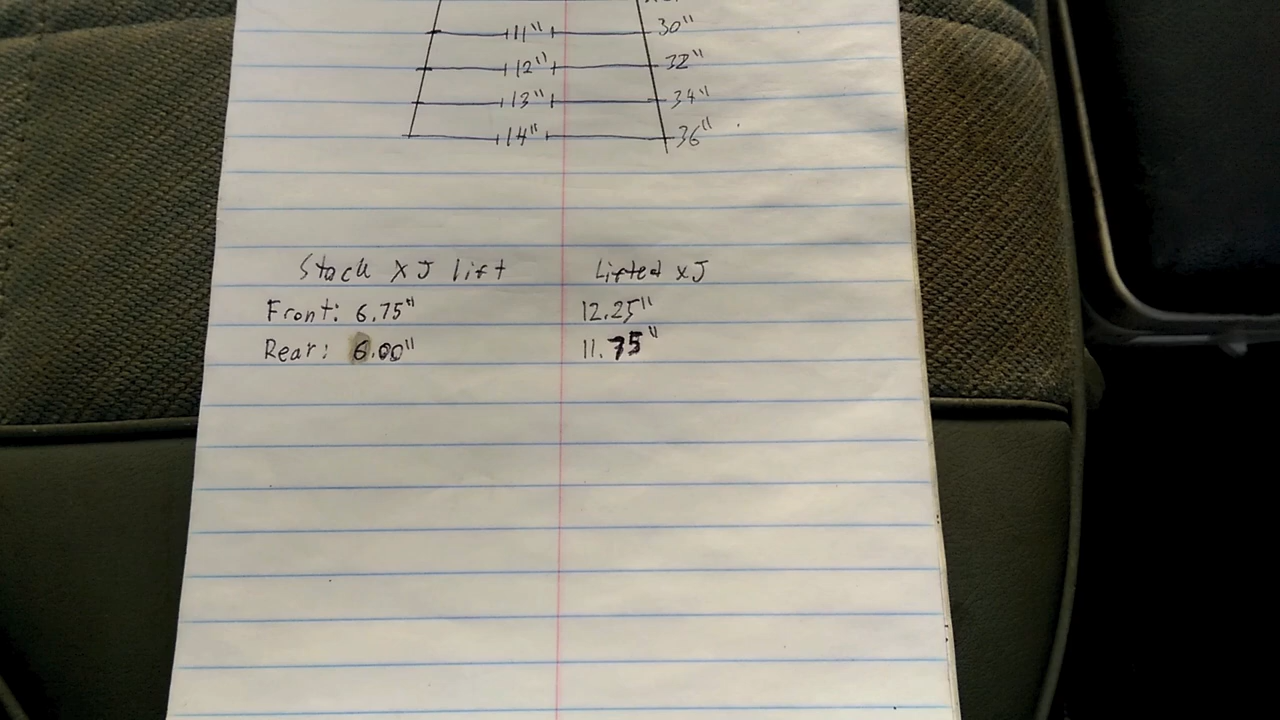 11" 30"
12" 32"
13" 34"
14" 36"
Stock XJ lift Lifted XJ
Front: 6.75" 12.25"
Rear: 6.00" 11.75"